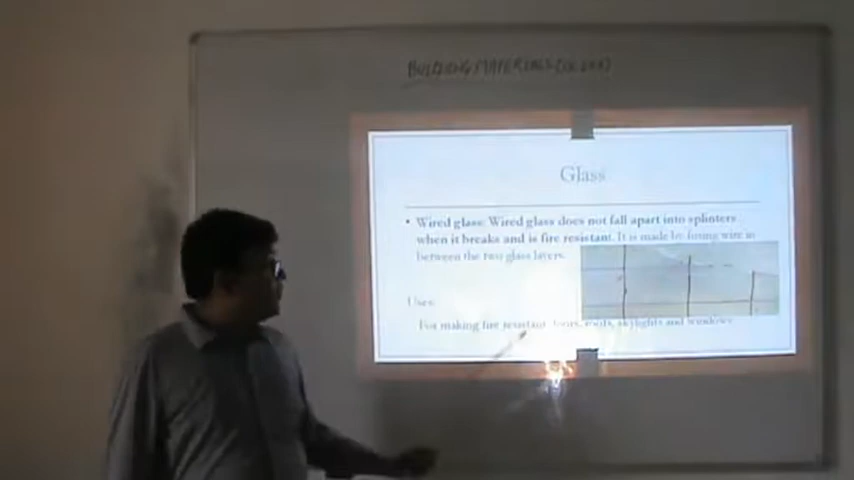 BUILDING MATERIALS
Glass
• Wired glass: Wired glass does not fall apart into splinters
when it breaks and is fire resistant. It is made by fusing wire in
between the two glass layers.
Uses:
For making fire resistant doors, roofs, skylights and windows